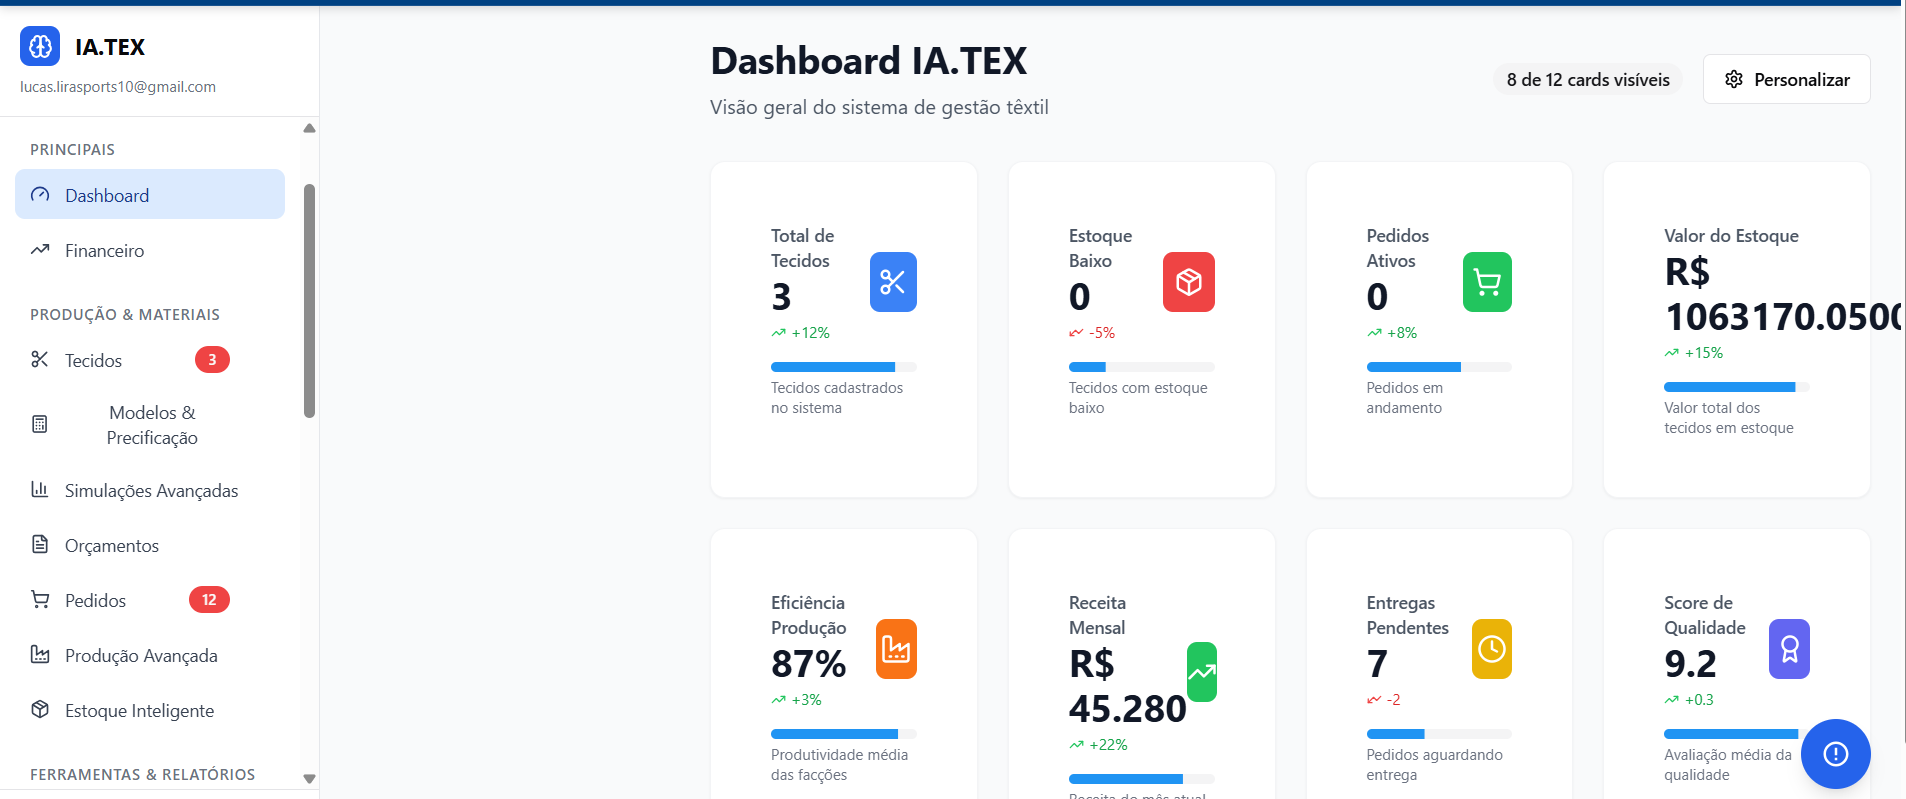 IA.TEX
lucas.lirasports10@gmail.com
PRINCIPAIS
Dashboard
Financeiro
PRODUÇÃO & MATERIAIS
Tecidos
3
Modelos &
Precificação
Simulações Avançadas
Orçamentos
Pedidos
12
Produção Avançada
Estoque Inteligente
FERRAMENTAS & RELATÓRIOS
Dashboard IA.TEX
Visão geral do sistema de gestão têxtil
8 de 12 cards visíveis
Personalizar
Total de
Tecidos
3
+12%
Tecidos cadastrados
no sistema
Estoque
Baixo
0
-5%
Tecidos com estoque
baixo
Pedidos
Ativos
0
+8%
Pedidos em
andamento
Valor do Estoque
R$
1063170.0500
+15%
Valor total dos
tecidos em estoque
Eficiência
Produção
87%
+3%
Produtividade média
das facções
Receita
Mensal
R$
45.280
+22%
Receita do mês atual
Entregas
Pendentes
7
-2
Pedidos aguardando
entrega
Score de
Qualidade
9.2
+0.3
Avaliação média da
qualidade